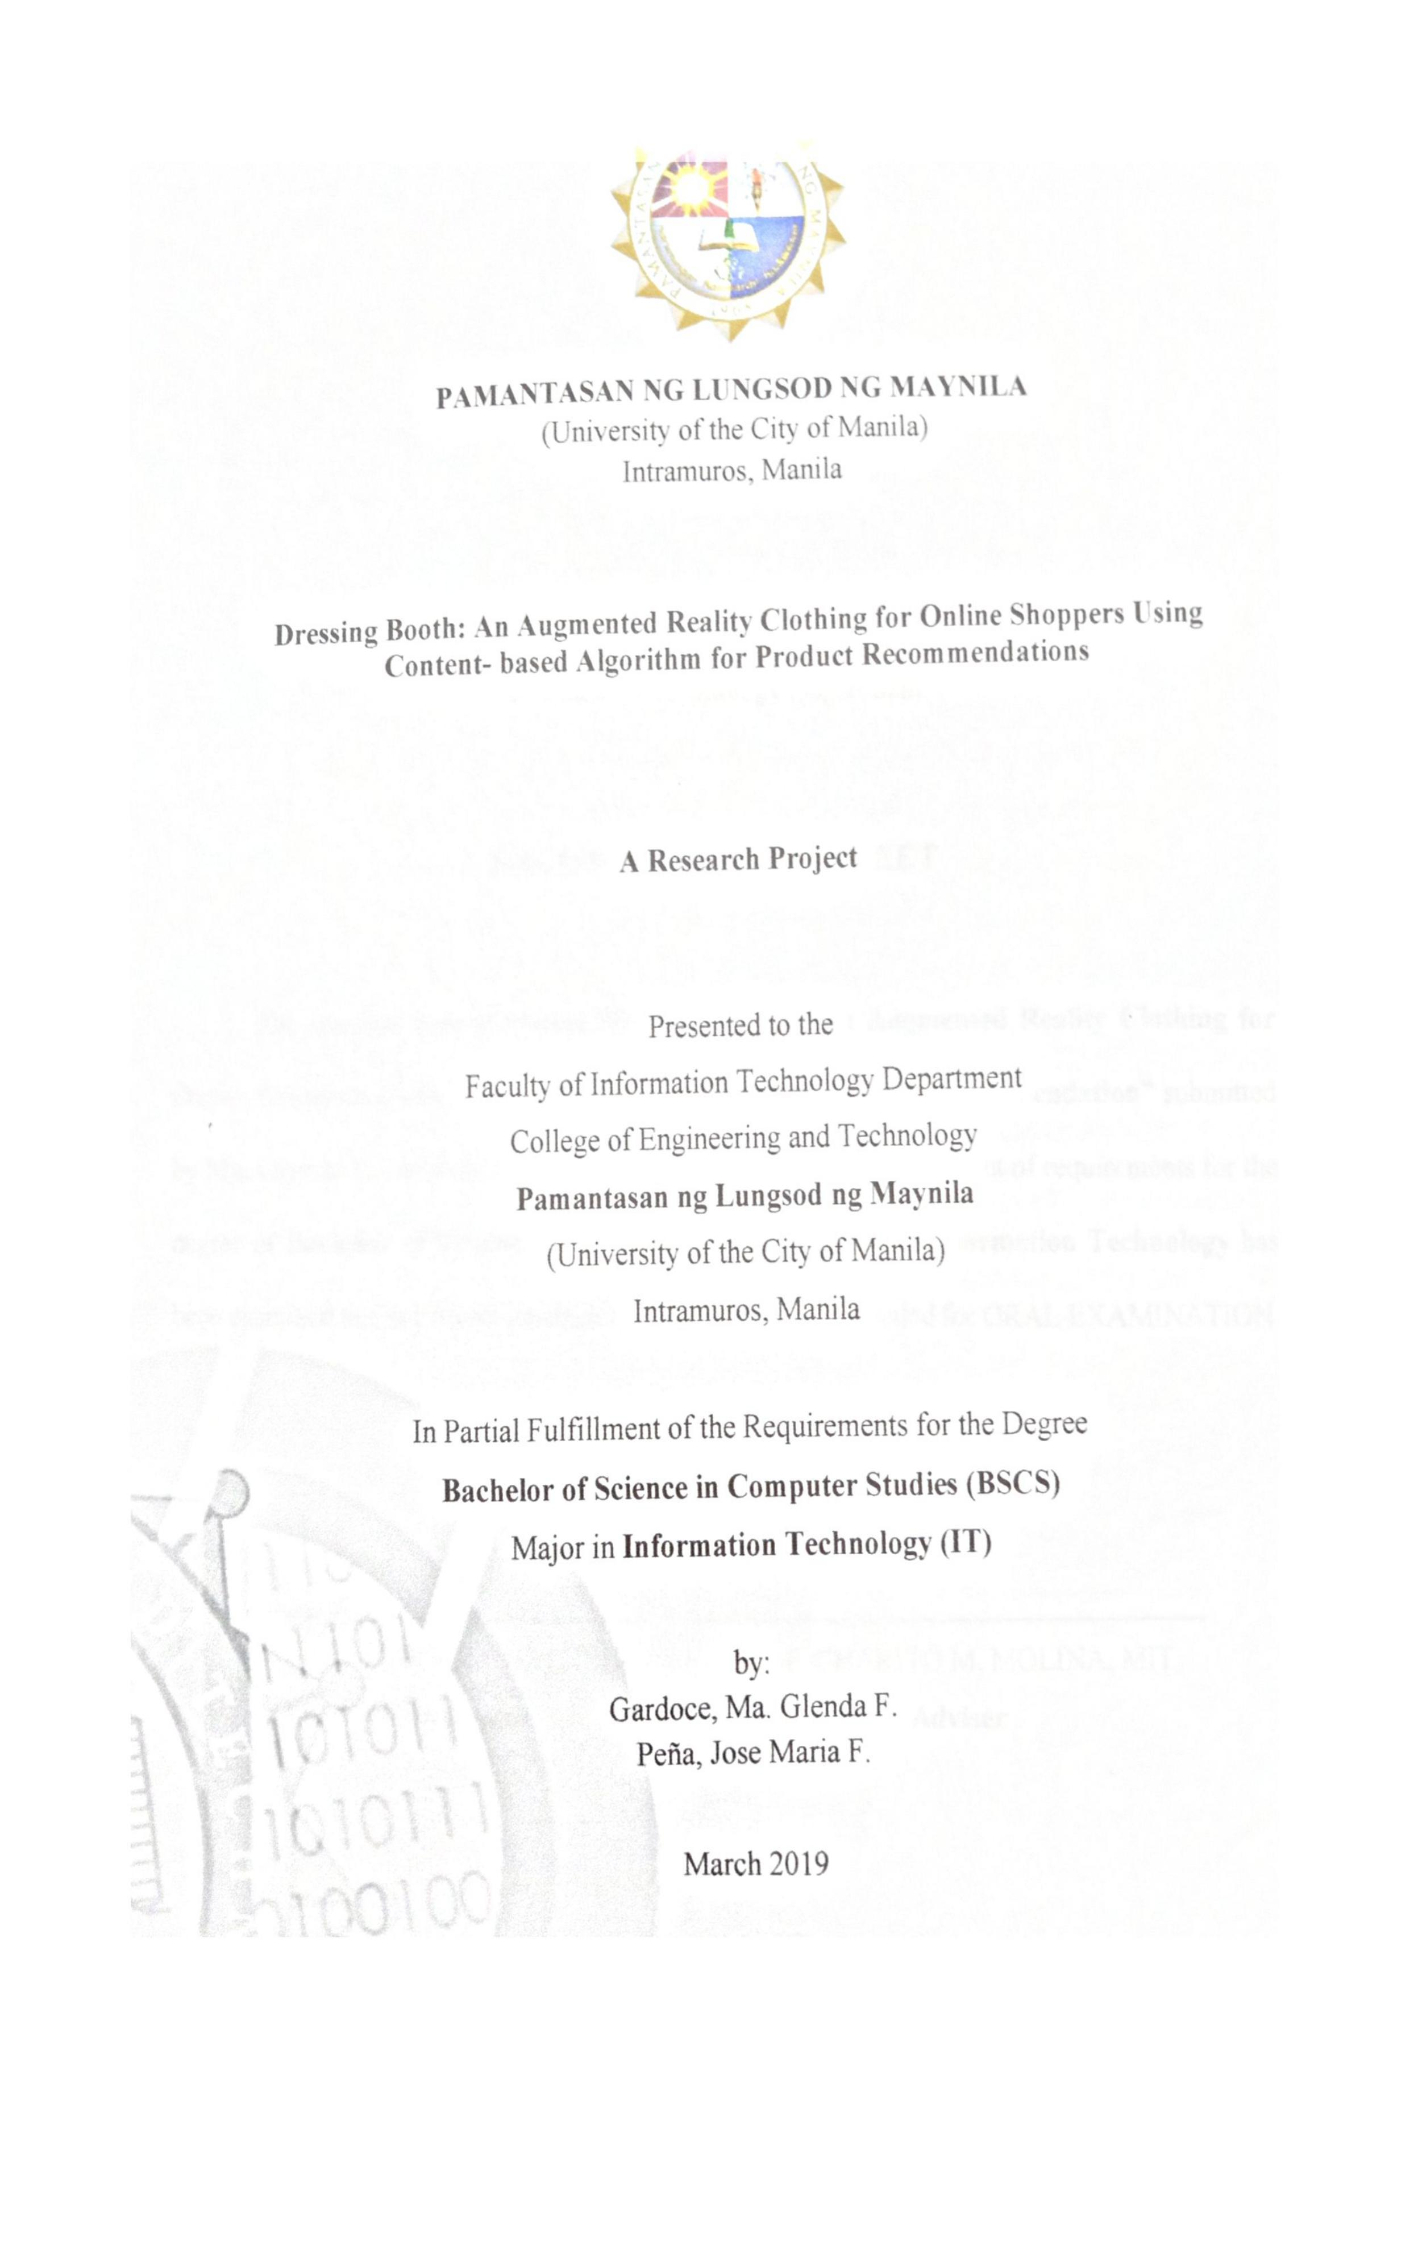 PAMANTASAN NG LUNGSOD NG MAYNILA
(University of the City of Manila)
Intramuros, Manila
Dressing Booth: An Augmented Reality Clothing for Online Shoppers Using
Content- based Algorithm for Product Recommendations
A Research Project
Presented to the
Faculty of Information Technology Department
College of Engineering and Technology
Pamantasan ng Lungsod ng Maynila
(University of the City of Manila)
Intramuros, Manila
In Partial Fulfillment of the Requirements for the Degree
Bachelor of Science in Computer Studies (BSCS)
Major in Information Technology (IT)
by:
Gardoce, Ma. Glenda F.
Peña, Jose Maria F.
March 2019
1101
101011
1010111
0100100